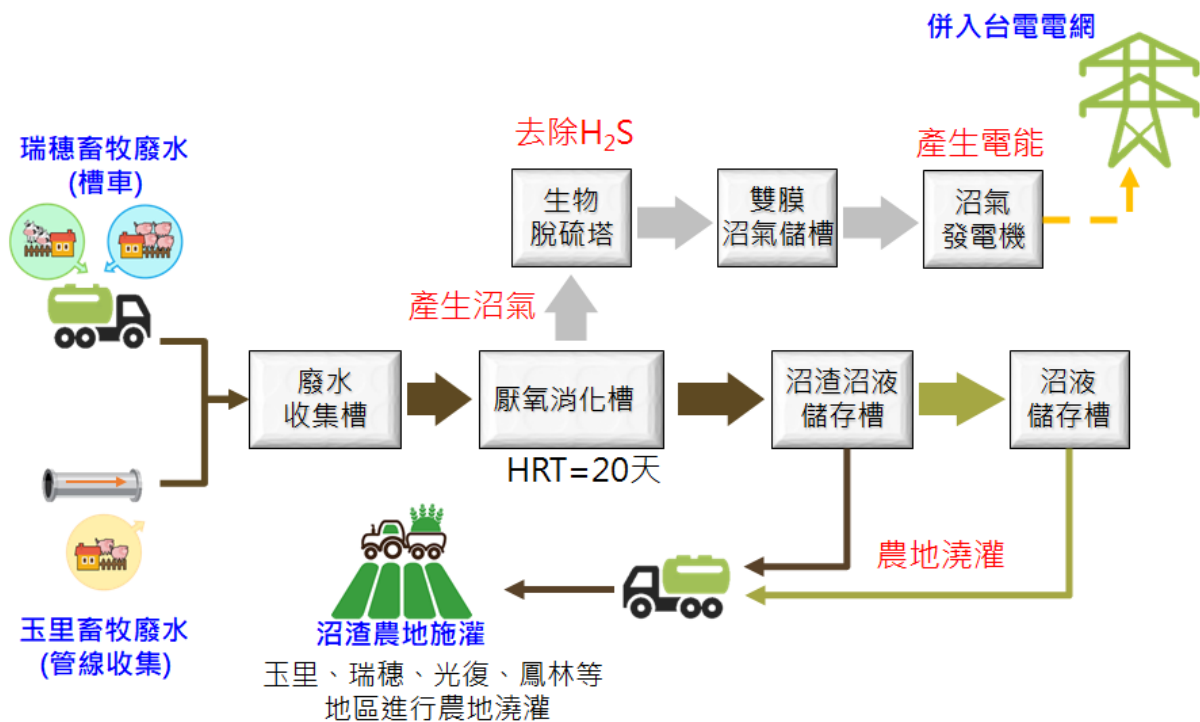 併入台電電網
去除H₂S
產生電能
瑞穗畜牧廢水
(槽車)
生物
脫硫塔
雙膜
沼氣儲槽
沼氣
發電機
產生沼氣
廢水
收集槽
厭氧消化槽
沼渣沼液
儲存槽
沼液
儲存槽
HRT=20天
農地澆灌
玉里畜牧廢水
(管線收集)
沼渣農地施灌
玉里、瑞穗、光復、鳳林等
地區進行農地澆灌